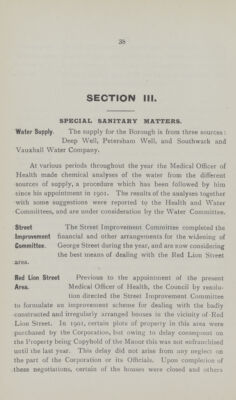 38
SECTION III.
SPECIAL SANITARY MATTERS.
Water Supply. The supply for the Borough is from three sources:
Deep Well, Petersham Well, and Southwark and
Vauxhall Water Company.
At various periods throughout the year the Medical Officer of
Health made chemical analyses of the water from the different
sources of supply, a procedure which has been followed by him
since his appointment in 1901. The results of the analyses together
with some suggestions were reported to the Health and Water
Committees, and are under consideration by the Water Committee.
Street The Street Improvement Committee completed the
Improvement financial and other arrangements for the widening of
Committee. George Street during the year, and are now considering
the best means of dealing with the Red Lion Street
area.
Red Lion Street Previous to the appointment of the present
Area. Medical Officer of Health, the Council by resolu-
tion directed the Street Improvement Committee
to formulate an improvement scheme for dealing with the badly
constructed and irregularly arranged houses in the vicinity of Red
Lion Street. In 1901, certain plots of property in this area were
purchased by the Corporation, but owing to delay consequent on
the Property being Copyhold of the Manor this was not enfranchised
until the last year. This delay did not arise from any neglect on
the part of the Corporation or its Officials. Upon completion of
these negotiations, certain of the houses were closed and others